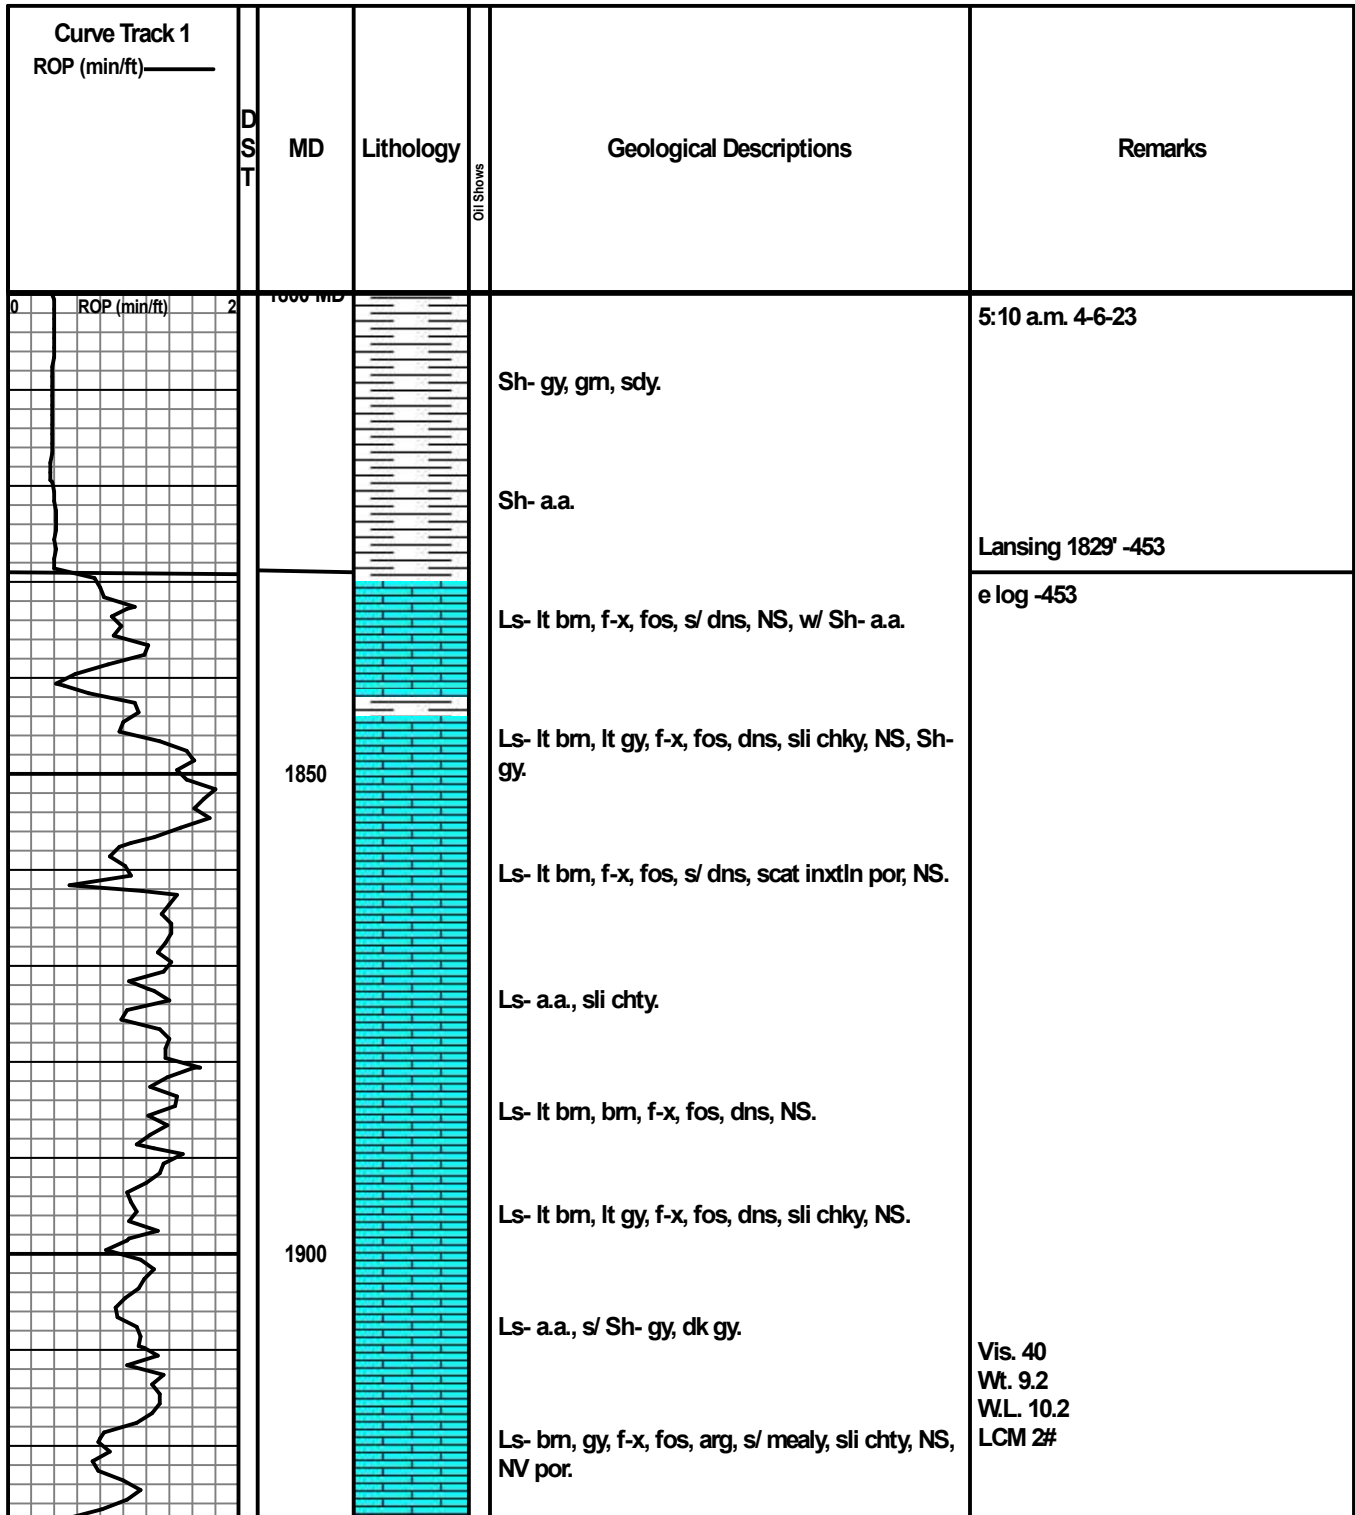 Curve Track 1
ROP (min/ft)
DST
MD
Lithology
Oil Shows
Geological Descriptions
Remarks
0 ROP (min/ft) 2
1800 MD
5:10 a.m. 4-6-23
Sh- gy, grn, sdy.
Sh- a.a.
Lansing 1829' -453
e log -453
Ls- lt brn, f-x, fos, s/ dns, NS, w/ Sh- a.a.
Ls- lt brn, lt gy, f-x, fos, dns, sli chky, NS, Sh-
gy.
1850
Ls- lt brn, f-x, fos, s/ dns, scat inxtln por, NS.
Ls- a.a., sli chty.
Ls- lt brn, brn, f-x, fos, dns, NS.
Ls- lt brn, lt gy, f-x, fos, dns, sli chky, NS.
1900
Ls- a.a., s/ Sh- gy, dk gy.
Vis. 40
Wt. 9.2
W.L. 10.2
LCM 2#
Ls- brn, gy, f-x, fos, arg, s/ mealy, sli chty, NS,
NV por.